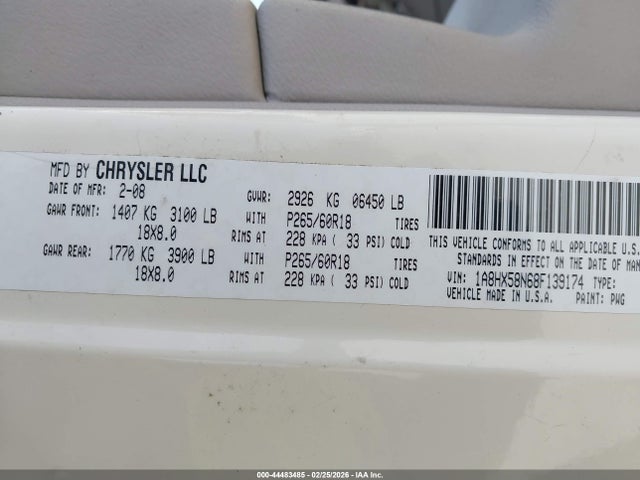 MFD BY CHRYSLER LLC
DATE OF MFR: 2-08 GVWR: 2926 KG 06450 LB
GAWR FRONT: 1407 KG 3100 LB WITH P265/60R18 TIRES
18X8.0 RIMS AT 228 KPA ( 33 PSI) COLD
GAWR REAR: 1770 KG 3900 LB WITH P265/60R18 TIRES
18X8.0 RIMS AT 228 KPA ( 33 PSI) COLD
THIS VEHICLE CONFORMS TO ALL APPLICABLE U.S.
STANDARDS IN EFFECT ON THE DATE OF MAN
VIN: 1A8HX58N68F139174 TYPE:
VEHICLE MADE IN U.S.A. PAINT: PWG
000-44483485 - 02/25/2026 - IAA Inc.